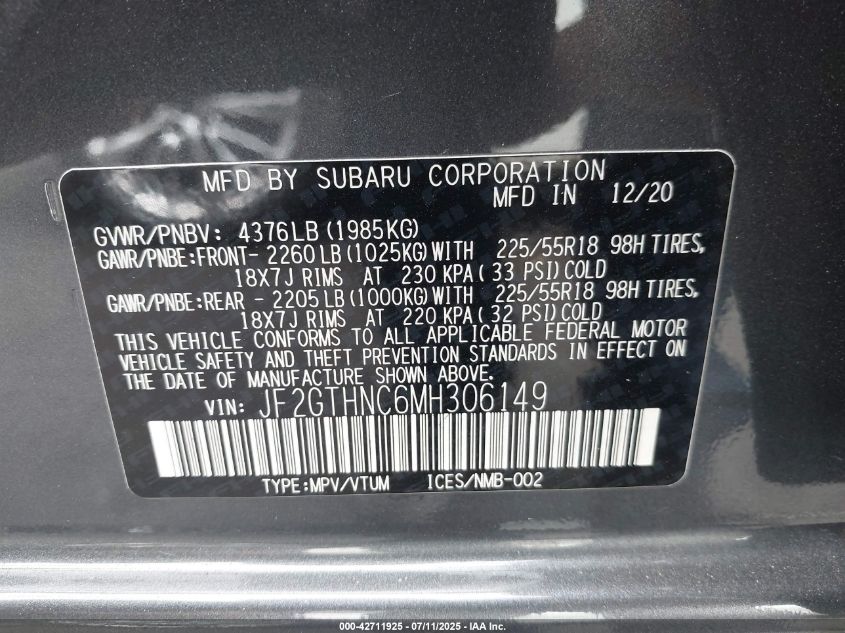 MFD BY SUBARU CORPORATION
MFD IN 12/20
GVWR/PNBV: 4376LB (1985KG)
GAWR/PNBE:FRONT- 2260 LB (1025KG) WITH 225/55R18 98H TIRES,
18X7J RIMS AT 230 KPA ( 33 PSI) COLD
GAWR/PNBE:REAR - 2205 LB (1000KG) WITH 225/55R18 98H TIRES,
18X7J RIMS AT 220 KPA ( 32 PSI) COLD
THIS VEHICLE CONFORMS TO ALL APPLICABLE FEDERAL MOTOR
VEHICLE SAFETY AND THEFT PREVENTION STANDARDS IN EFFECT ON
THE DATE OF MANUFACTURE SHOWN ABOVE.
VIN: JF2GTHNC6MH306149
TYPE:MPV/VTUM ICES/NMB-002
000-42711925 - 07/11/2025 - IAA Inc.